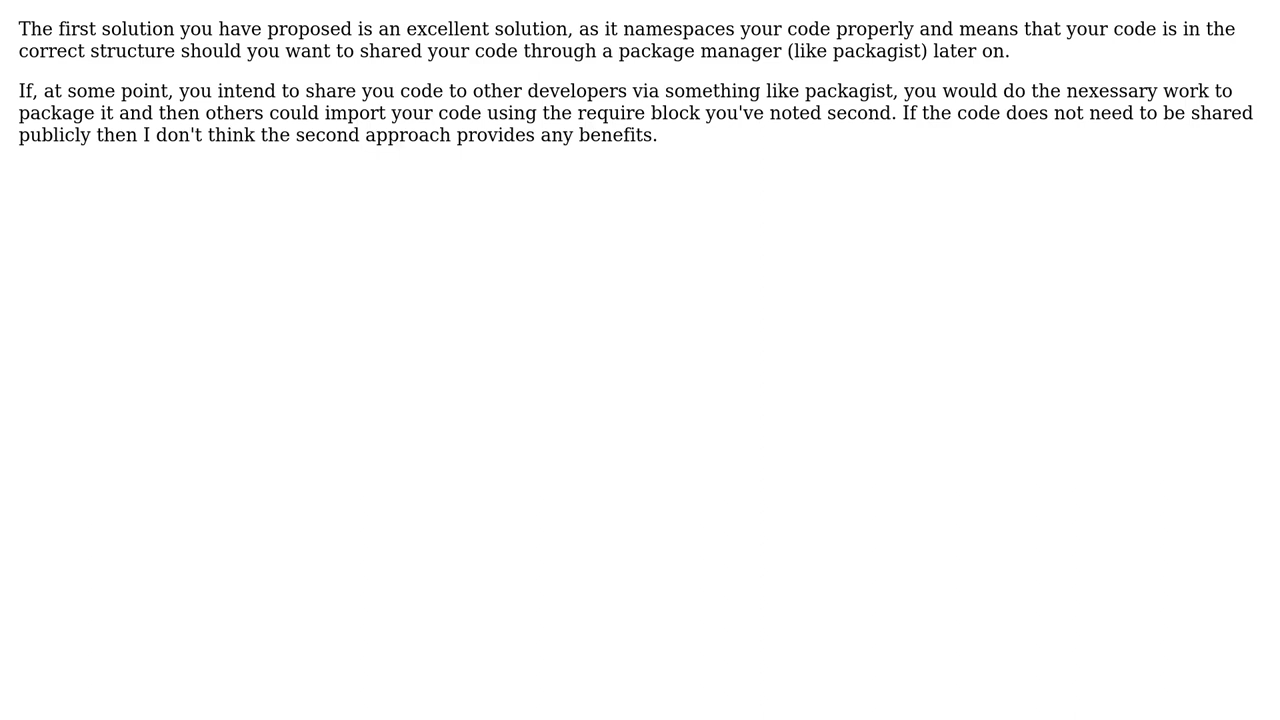 The first solution you have proposed is an excellent solution, as it namespaces your code properly and means that your code is in the
correct structure should you want to shared your code through a package manager (like packagist) later on.
If, at some point, you intend to share you code to other developers via something like packagist, you would do the nexessary work to
package it and then others could import your code using the require block you've noted second. If the code does not need to be shared
publicly then I don't think the second approach provides any benefits.